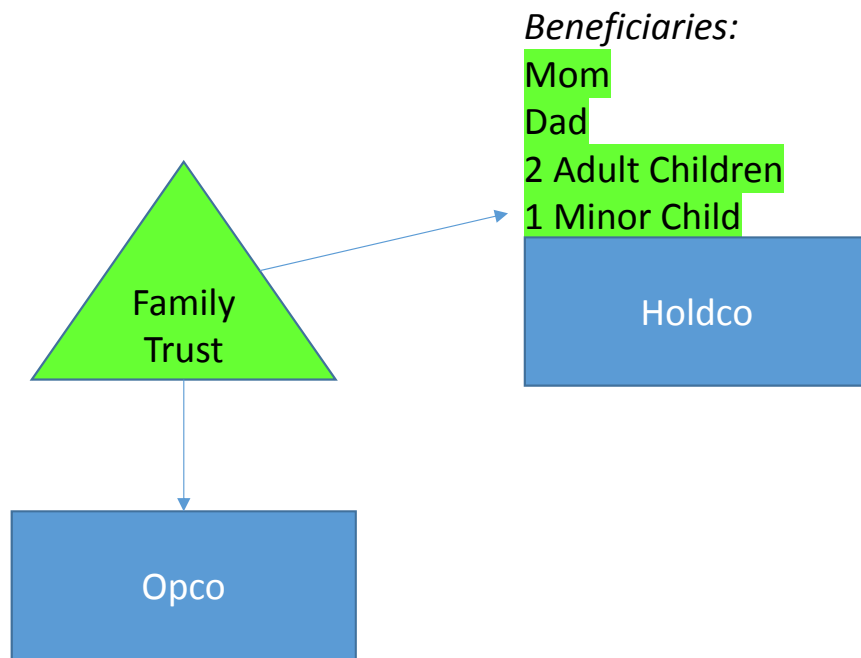 Beneficiaries:
Mom
Dad
2 Adult Children
1 Minor Child
Holdco
Family
Trust
Opco